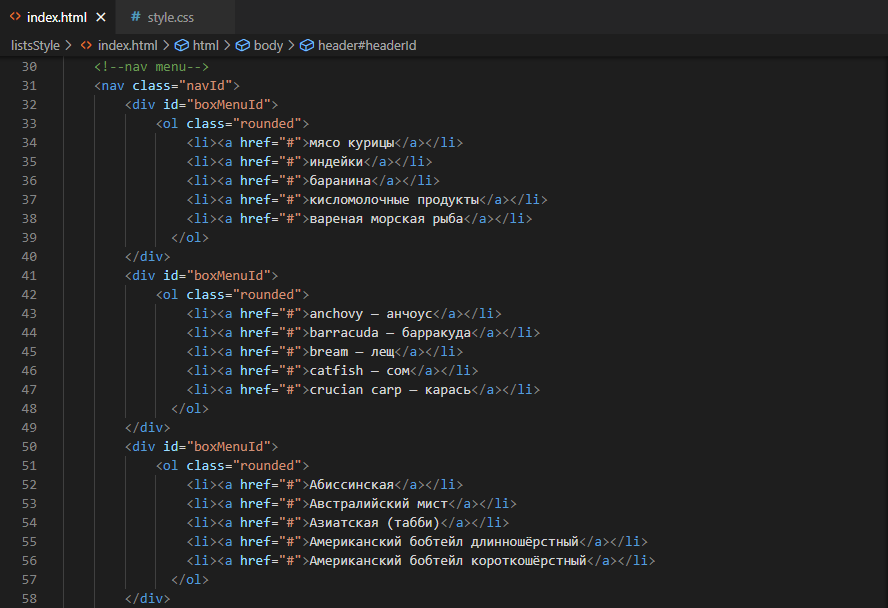 index.html
style.css
listsStyle > index.html > html > body > header#headerId
30 <!--nav menu-->
31 <nav class="navId">
32 <div id="boxMenuId">
33 <ol class="rounded">
34 <li><a href="#">мясо курицы</a></li>
35 <li><a href="#">индейки</a></li>
36 <li><a href="#">баранина</a></li>
37 <li><a href="#">кисломолочные продукты</a></li>
38 <li><a href="#">вареная морская рыба</a></li>
39 </ol>
40 </div>
41 <div id="boxMenuId">
42 <ol class="rounded">
43 <li><a href="#">anchovy — анчоус</a></li>
44 <li><a href="#">barracuda — барракуда</a></li>
45 <li><a href="#">bream — лещ</a></li>
46 <li><a href="#">catfish — сом</a></li>
47 <li><a href="#">crucian carp — карась</a></li>
48 </ol>
49 </div>
50 <div id="boxMenuId">
51 <ol class="rounded">
52 <li><a href="#">Абиссинская</a></li>
53 <li><a href="#">Австралийский мист</a></li>
54 <li><a href="#">Азиатская (табби)</a></li>
55 <li><a href="#">Американский бобтейл длинношёрстный</a></li>
56 <li><a href="#">Американский бобтейл короткошёрстный</a></li>
57 </ol>
58 </div>